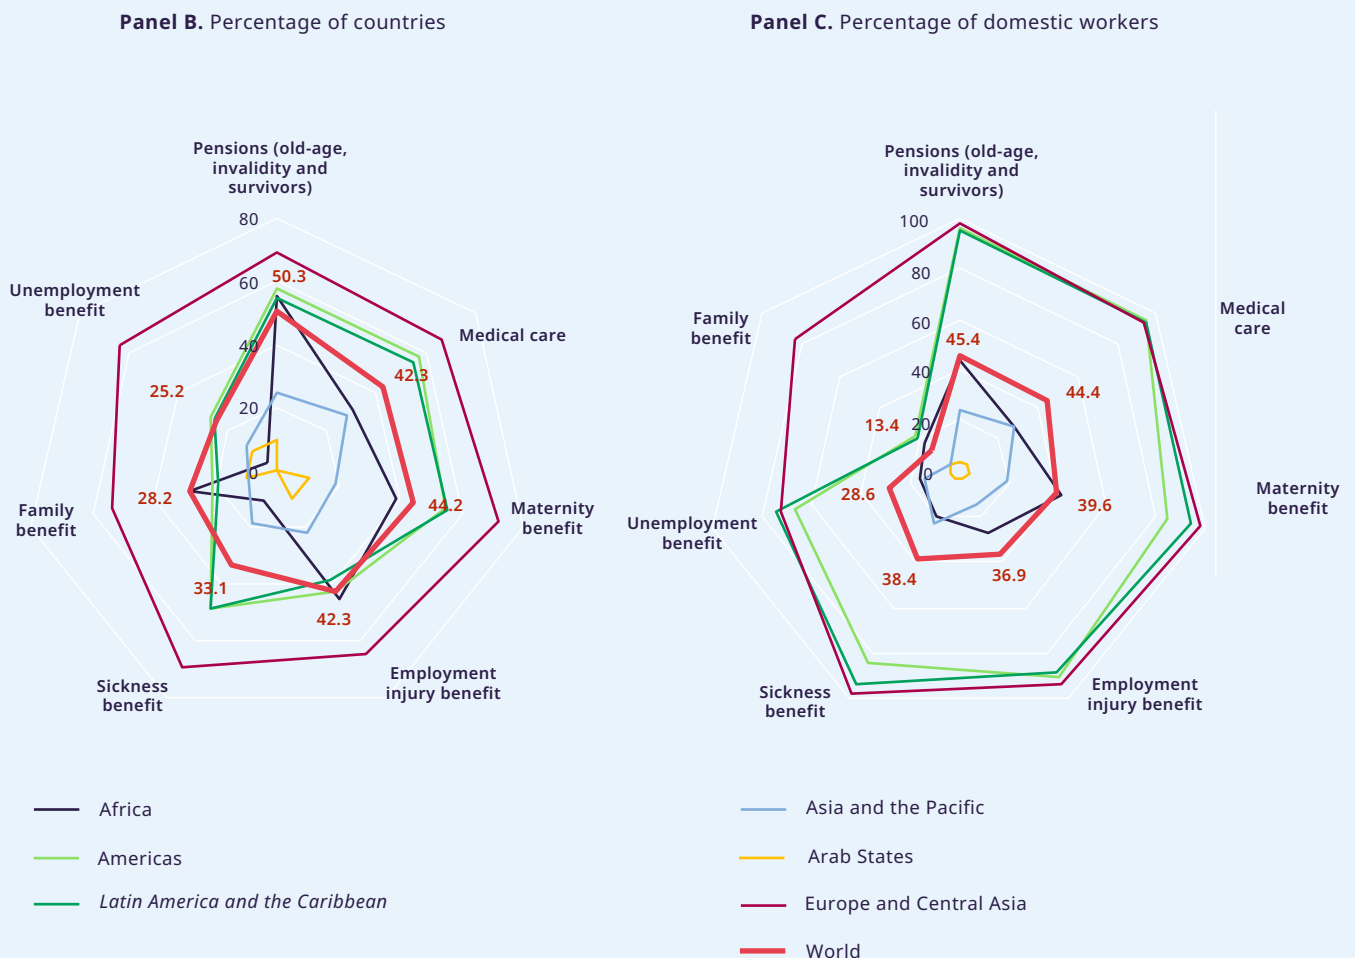 Panel B. Percentage of countries
Pensions (old-age,
invalidity and
survivors)
80
60
40
20
0
Unemployment
benefit
Medical care
Family
benefit
Maternity
benefit
Sickness
benefit
Employment
injury benefit
50.3
42.3
44.2
42.3
33.1
28.2
25.2
Panel C. Percentage of domestic workers
Pensions (old-age,
invalidity and
survivors)
100
80
60
40
20
0
Family
benefit
Medical
care
Unemployment
benefit
Maternity
benefit
Sickness
benefit
Employment
injury benefit
45.4
44.4
39.6
36.9
38.4
28.6
13.4
Africa
Americas
Latin America and the Caribbean
Asia and the Pacific
Arab States
Europe and Central Asia
World